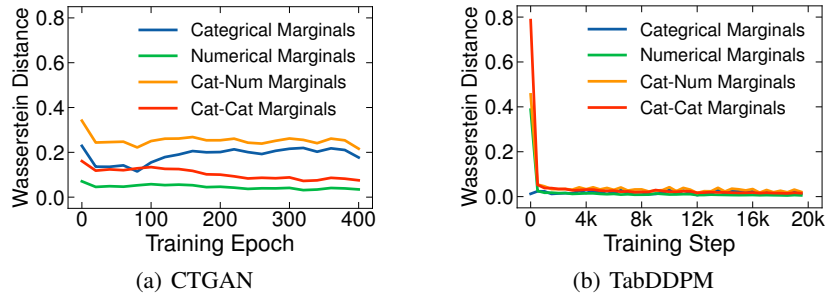 Wasserstein Distance
0.8
0.6
0.4
0.2
0.0
Categrical Marginals
Numerical Marginals
Cat-Num Marginals
Cat-Cat Marginals
0 100 200 300 400
Training Epoch
(a) CTGAN
Wasserstein Distance
0.8
0.6
0.4
0.2
0.0
Categrical Marginals
Numerical Marginals
Cat-Num Marginals
Cat-Cat Marginals
0 4k 8k 12k 16k 20k
Training Step
(b) TabDDPM